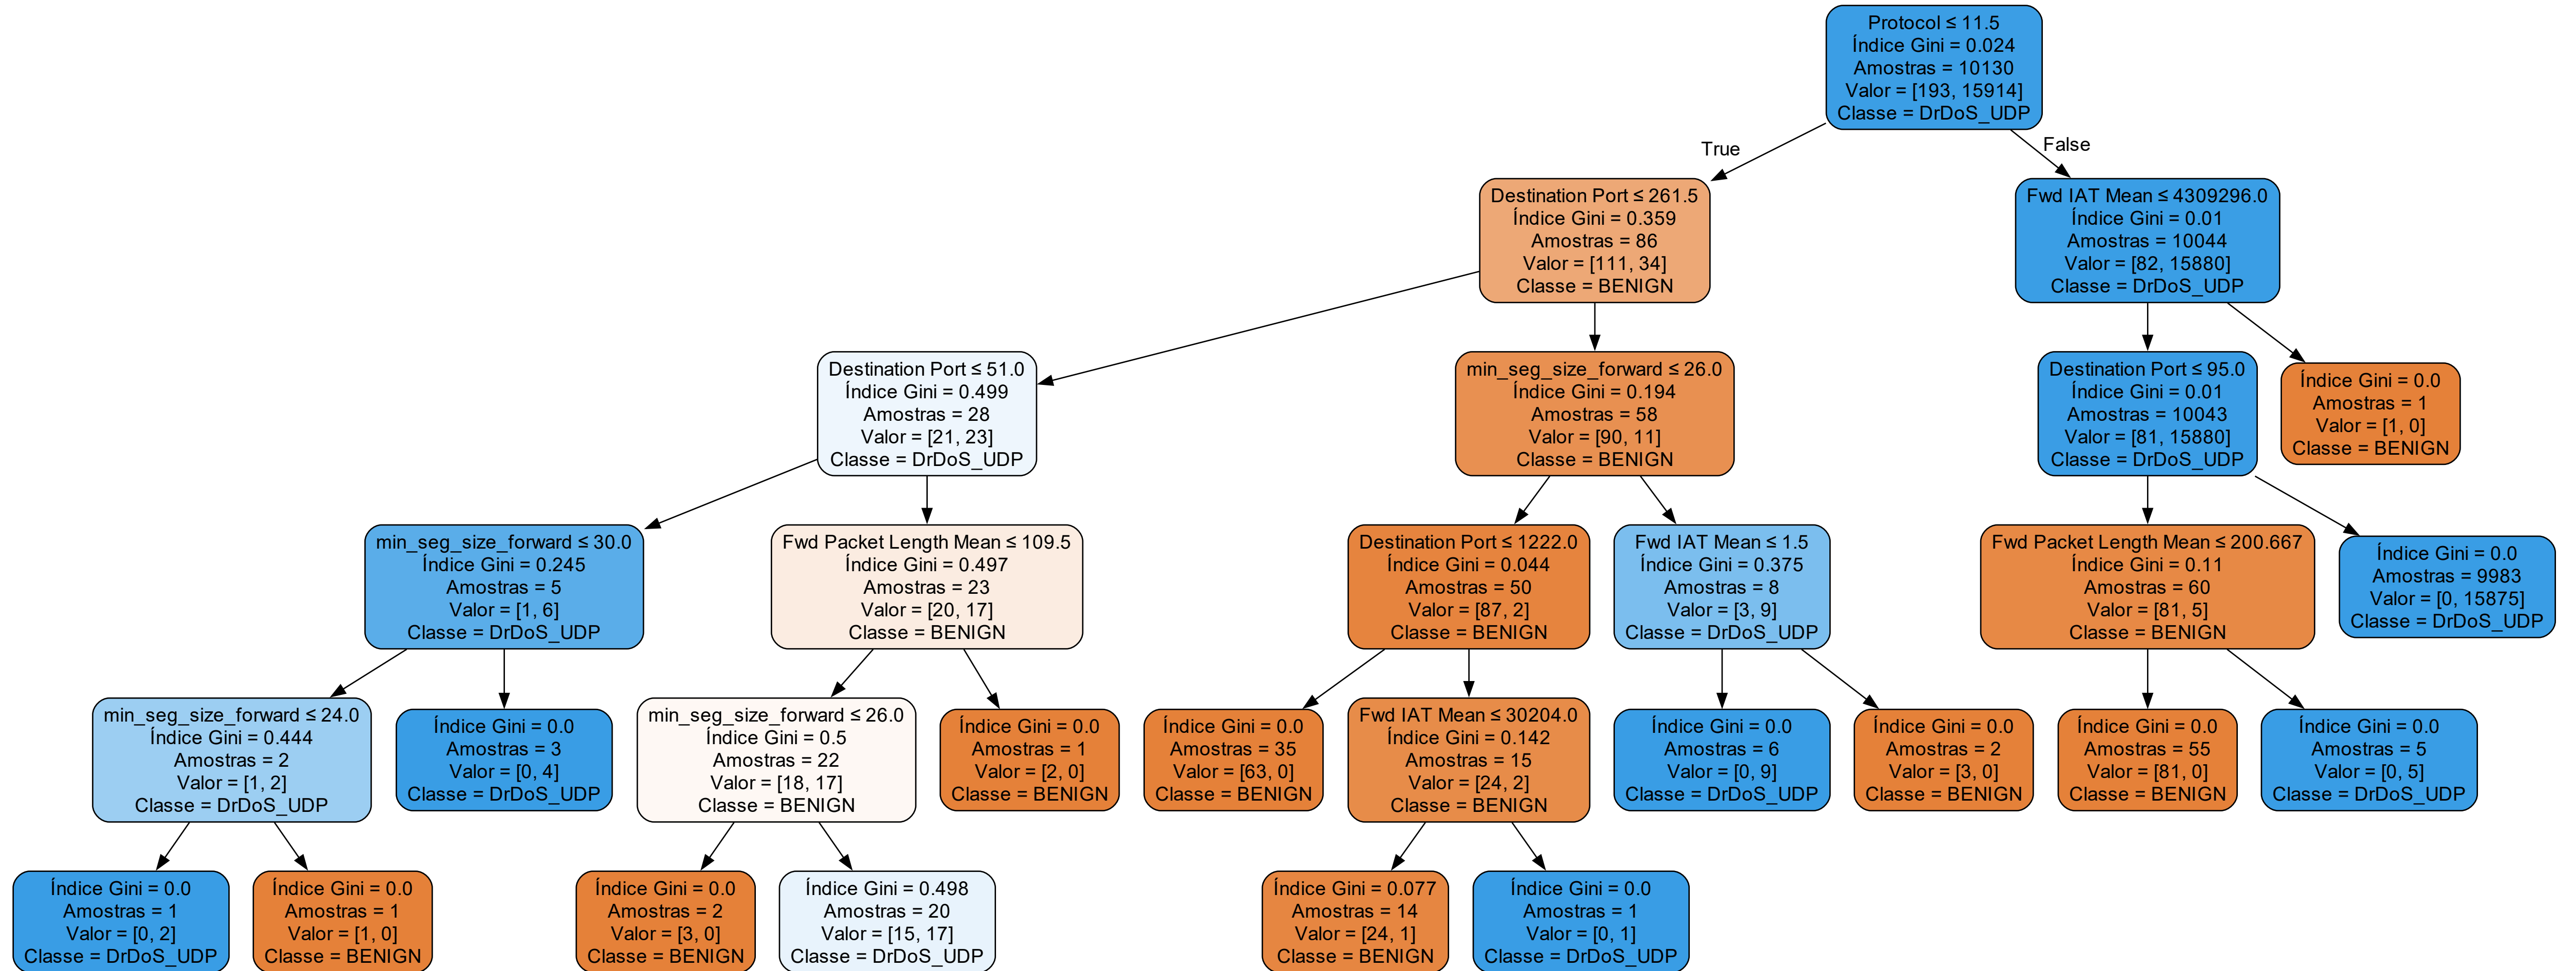 Protocol ≤ 11.5
Índice Gini = 0.024
Amostras = 10130
Valor = [193, 15914]
Classe = DrDoS_UDP
True
False
Destination Port ≤ 261.5
Índice Gini = 0.359
Amostras = 86
Valor = [111, 34]
Classe = BENIGN
Fwd IAT Mean ≤ 4309296.0
Índice Gini = 0.01
Amostras = 10044
Valor = [82, 15880]
Classe = DrDoS_UDP
Destination Port ≤ 51.0
Índice Gini = 0.499
Amostras = 28
Valor = [21, 23]
Classe = DrDoS_UDP
min_seg_size_forward ≤ 26.0
Índice Gini = 0.194
Amostras = 58
Valor = [90, 11]
Classe = BENIGN
Destination Port ≤ 95.0
Índice Gini = 0.01
Amostras = 10043
Valor = [81, 15880]
Classe = DrDoS_UDP
Índice Gini = 0.0
Amostras = 1
Valor = [1, 0]
Classe = BENIGN
min_seg_size_forward ≤ 30.0
Índice Gini = 0.245
Amostras = 5
Valor = [1, 6]
Classe = DrDoS_UDP
Fwd Packet Length Mean ≤ 109.5
Índice Gini = 0.497
Amostras = 23
Valor = [20, 17]
Classe = BENIGN
Destination Port ≤ 1222.0
Índice Gini = 0.044
Amostras = 50
Valor = [87, 2]
Classe = BENIGN
Fwd IAT Mean ≤ 1.5
Índice Gini = 0.375
Amostras = 8
Valor = [3, 9]
Classe = DrDoS_UDP
Fwd Packet Length Mean ≤ 200.667
Índice Gini = 0.11
Amostras = 60
Valor = [81, 5]
Classe = BENIGN
Índice Gini = 0.0
Amostras = 9983
Valor = [0, 15875]
Classe = DrDoS_UDP
min_seg_size_forward ≤ 24.0
Índice Gini = 0.444
Amostras = 2
Valor = [1, 2]
Classe = DrDoS_UDP
Índice Gini = 0.0
Amostras = 3
Valor = [0, 4]
Classe = DrDoS_UDP
min_seg_size_forward ≤ 26.0
Índice Gini = 0.5
Amostras = 22
Valor = [18, 17]
Classe = BENIGN
Índice Gini = 0.0
Amostras = 1
Valor = [2, 0]
Classe = BENIGN
Índice Gini = 0.0
Amostras = 35
Valor = [63, 0]
Classe = BENIGN
Fwd IAT Mean ≤ 30204.0
Índice Gini = 0.142
Amostras = 15
Valor = [24, 2]
Classe = BENIGN
Índice Gini = 0.0
Amostras = 6
Valor = [0, 9]
Classe = DrDoS_UDP
Índice Gini = 0.0
Amostras = 2
Valor = [3, 0]
Classe = BENIGN
Índice Gini = 0.0
Amostras = 55
Valor = [81, 0]
Classe = BENIGN
Índice Gini = 0.0
Amostras = 5
Valor = [0, 5]
Classe = DrDoS_UDP
Índice Gini = 0.0
Amostras = 1
Valor = [0, 2]
Classe = DrDoS_UDP
Índice Gini = 0.0
Amostras = 1
Valor = [1, 0]
Classe = BENIGN
Índice Gini = 0.0
Amostras = 2
Valor = [3, 0]
Classe = BENIGN
Índice Gini = 0.498
Amostras = 20
Valor = [15, 17]
Classe = DrDoS_UDP
Índice Gini = 0.077
Amostras = 14
Valor = [24, 1]
Classe = BENIGN
Índice Gini = 0.0
Amostras = 1
Valor = [0, 1]
Classe = DrDoS_UDP